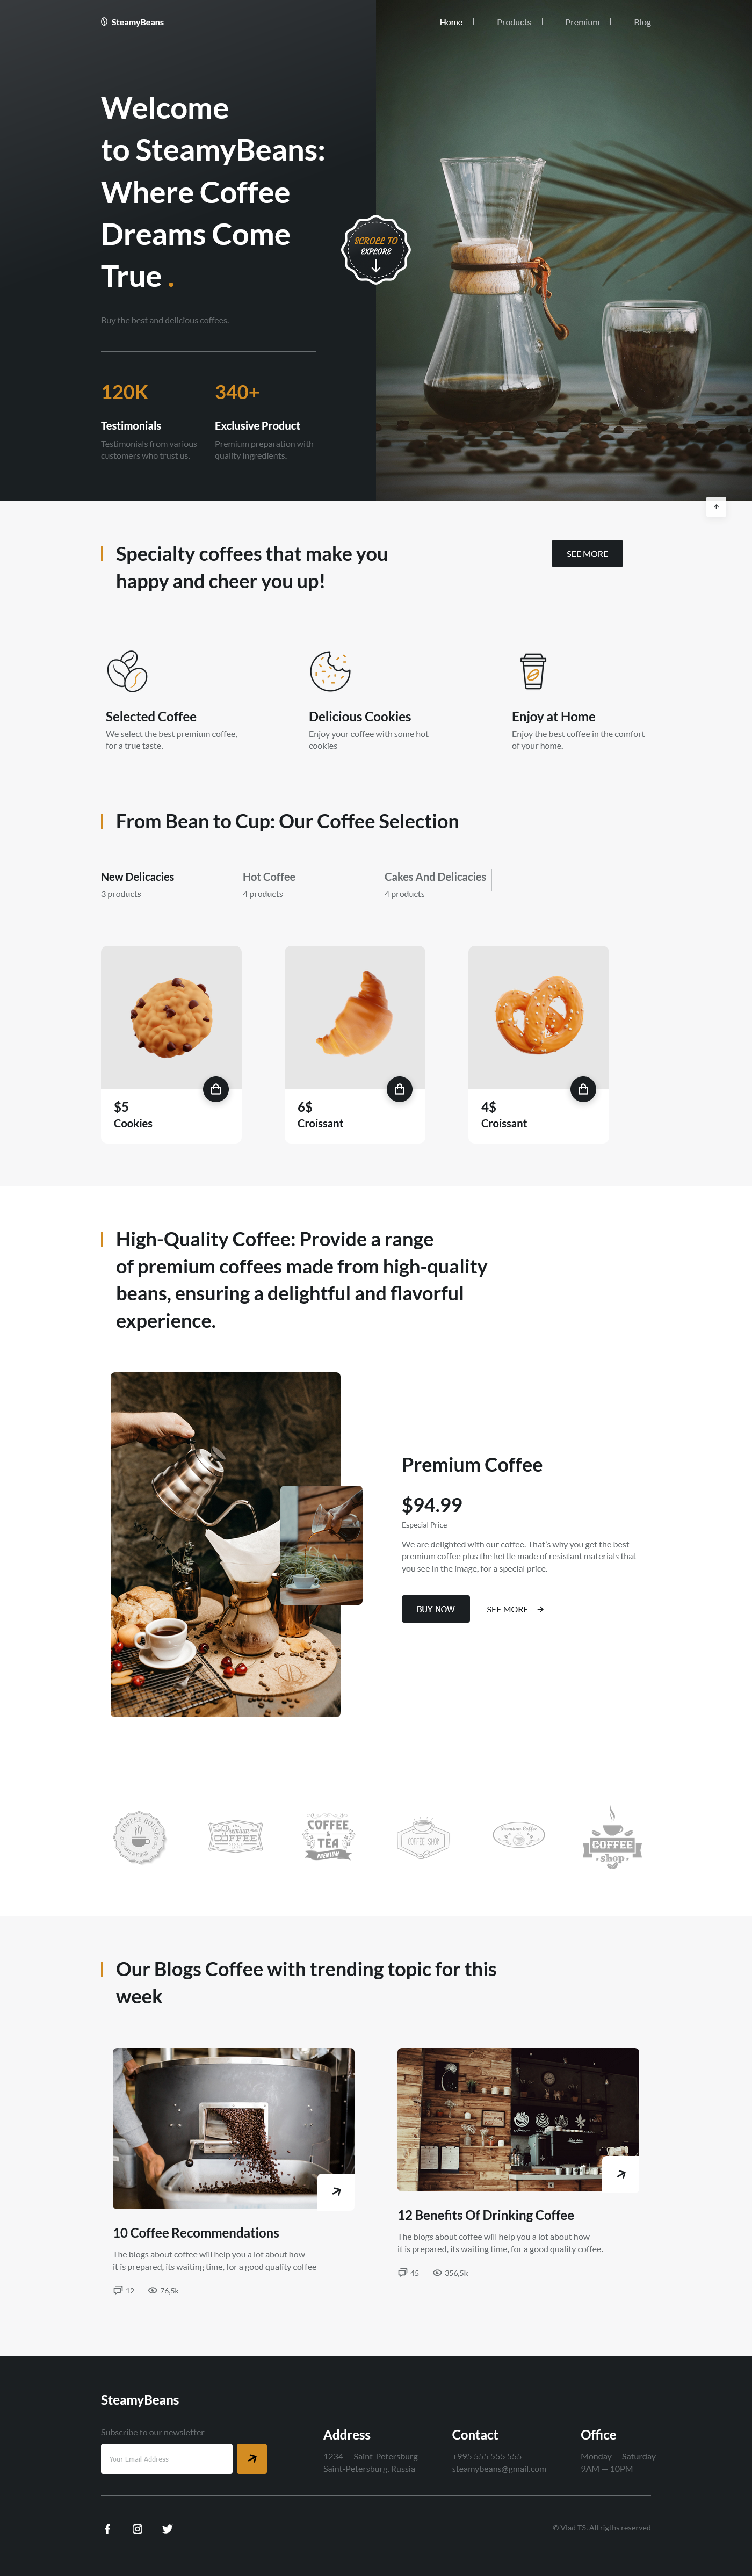 SteamyBeans
Home
Products
Premium
Blog
Welcome
to SteamyBeans:
Where Coffee
Dreams Come
True .
SCROLL TO
EXPLORE
Buy the best and delicious coffees.
120K
Testimonials
Testimonials from various
customers who trust us.
340+
Exclusive Product
Premium preparation with
quality ingredients.
Specialty coffees that make you
happy and cheer you up!
SEE MORE
Selected Coffee
We select the best premium coffee,
for a true taste.
Delicious Cookies
Enjoy your coffee with some hot
cookies
Enjoy at Home
Enjoy the best coffee in the comfort
of your home.
From Bean to Cup: Our Coffee Selection
New Delicacies
3 products
Hot Coffee
4 products
Cakes And Delicacies
4 products
$5
Cookies
6$
Croissant
4$
Croissant
High-Quality Coffee: Provide a range
of premium coffees made from high-quality
beans, ensuring a delightful and flavorful
experience.
Premium Coffee
$94.99
Especial Price
We are delighted with our coffee. That's why you get the best
premium coffee plus the kettle made of resistant materials that
you see in the image, for a special price.
BUY NOW
SEE MORE
COFFEE HOUSE
Premium
COFFEE
COFFEE
&
TEA
PREMIUM
COFFEE SHOP
Premium Coffee
COFFEE
shop
Our Blogs Coffee with trending topic for this
week
10 Coffee Recommendations
The blogs about coffee will help you a lot about how
it is prepared, its waiting time, for a good quality coffee
12
76,5k
12 Benefits Of Drinking Coffee
The blogs about coffee will help you a lot about how
it is prepared, its waiting time, for a good quality coffee.
45
356,5k
SteamyBeans
Subscribe to our newsletter
Your Email Address
Address
1234 — Saint-Petersburg
Saint-Petersburg, Russia
Contact
+995 555 555 555
steamybeans@gmail.com
Office
Monday — Saturday
9AM — 10PM
© Vlad TS. All rigths reserved